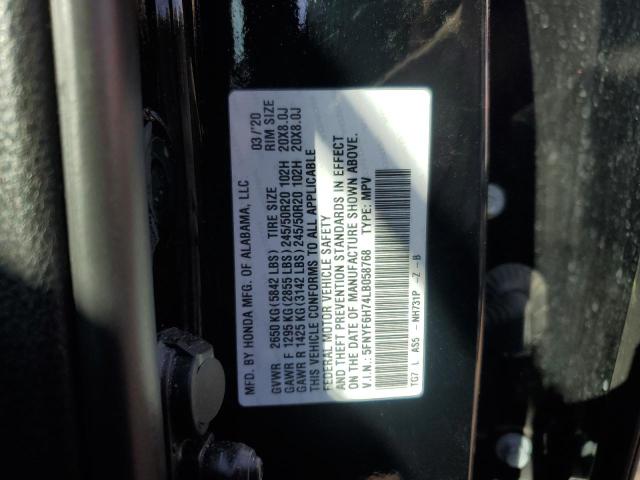 MFD. BY HONDA MFG. OF ALABAMA, LLC 03/'20
GVWR 2650 KG(5842 LBS) TIRE SIZE RIM SIZE
GAWR F 1295 KG(2855 LBS) 245/50R20 102H 20X8.0J
GAWR R 1425 KG(3142 LBS) 245/50R20 102H 20X8.0J
THIS VEHICLE CONFORMS TO ALL APPLICABLE
FEDERAL MOTOR VEHICLE SAFETY
AND THEFT PREVENTION STANDARDS IN EFFECT
ON THE DATE OF MANUFACTURE SHOWN ABOVE.
V.I.N.: 5FNYF6H74LB058768 TYPE: MPV
TG7 L AS5 - NH731P -Z - B